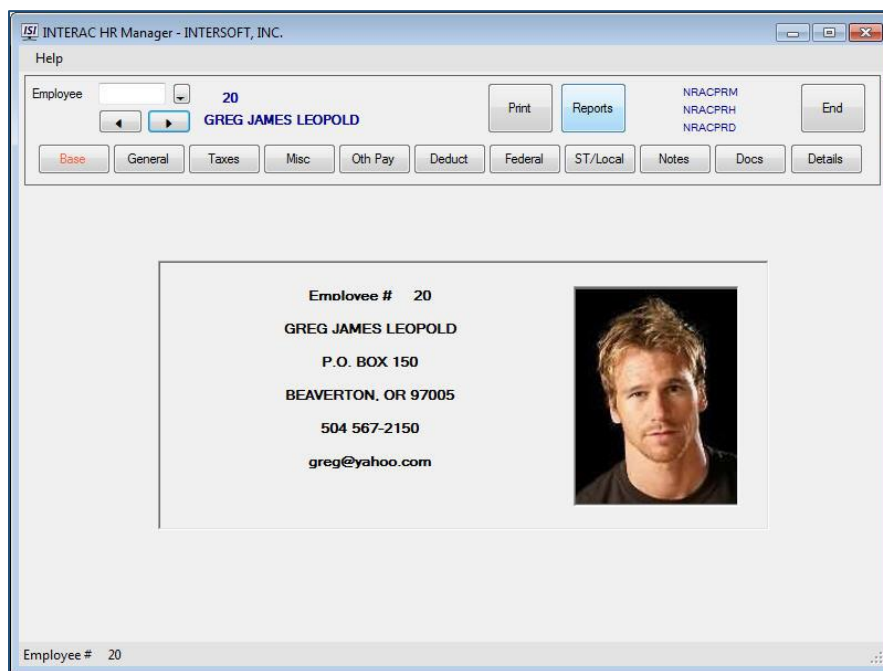 ISI INTERAC HR Manager - INTERSOFT, INC.
Help
Employee 20
GREG JAMES LEOPOLD
Print Reports
NRACPRM
NRACPRH
NRACPRD
End
Base General Taxes Misc Oth Pay Deduct Federal ST/Local Notes Docs Details
Employee # 20
GREG JAMES LEOPOLD
P.O. BOX 150
BEAVERTON, OR 97005
504 567-2150
greg@yahoo.com
Employee # 20